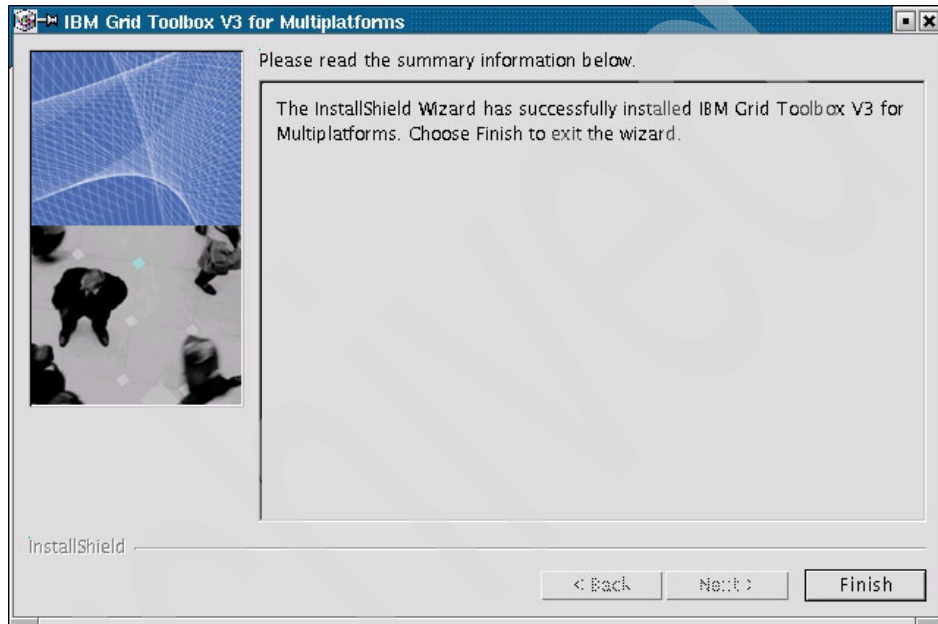 IBM Grid Toolbox V3 for Multiplatforms
Please read the summary information below.
The InstallShield Wizard has successfully installed IBM Grid Toolbox V3 for
Multiplatforms. Choose Finish to exit the wizard.
InstallShield
< Back
Next >
Finish